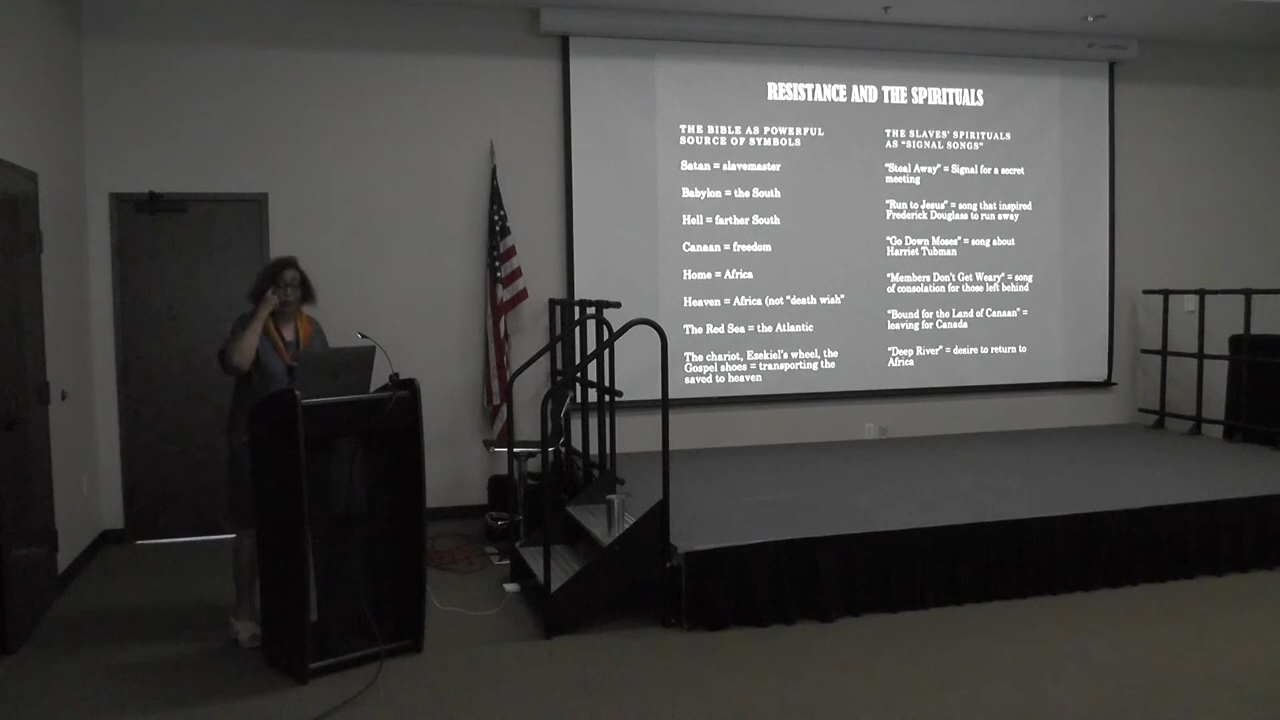 RESISTANCE AND THE SPIRITUALS
THE BIBLE AS POWERFUL
SOURCE OF SYMBOLS
Satan = slavemaster
Babylon = the South
Hell = farther South
Canaan = freedom
Home = Africa
Heaven = Africa (not "death wish"
The Red Sea = the Atlantic
The chariot, Ezekiel's wheel, the
Gospel shoes = transporting the
saved to heaven
THE SLAVES' SPIRITUALS
AS "SIGNAL SONGS"
"Steal Away" = Signal for a secret
meeting
"Run to Jesus" = song that inspired
Frederick Douglass to run away
"Go Down Moses" = song about
Harriet Tubman
"Members Don't Get Weary" = song
of consolation for those left behind
"Bound for the Land of Canaan" =
leaving for Canada
"Deep River" = desire to return to
Africa